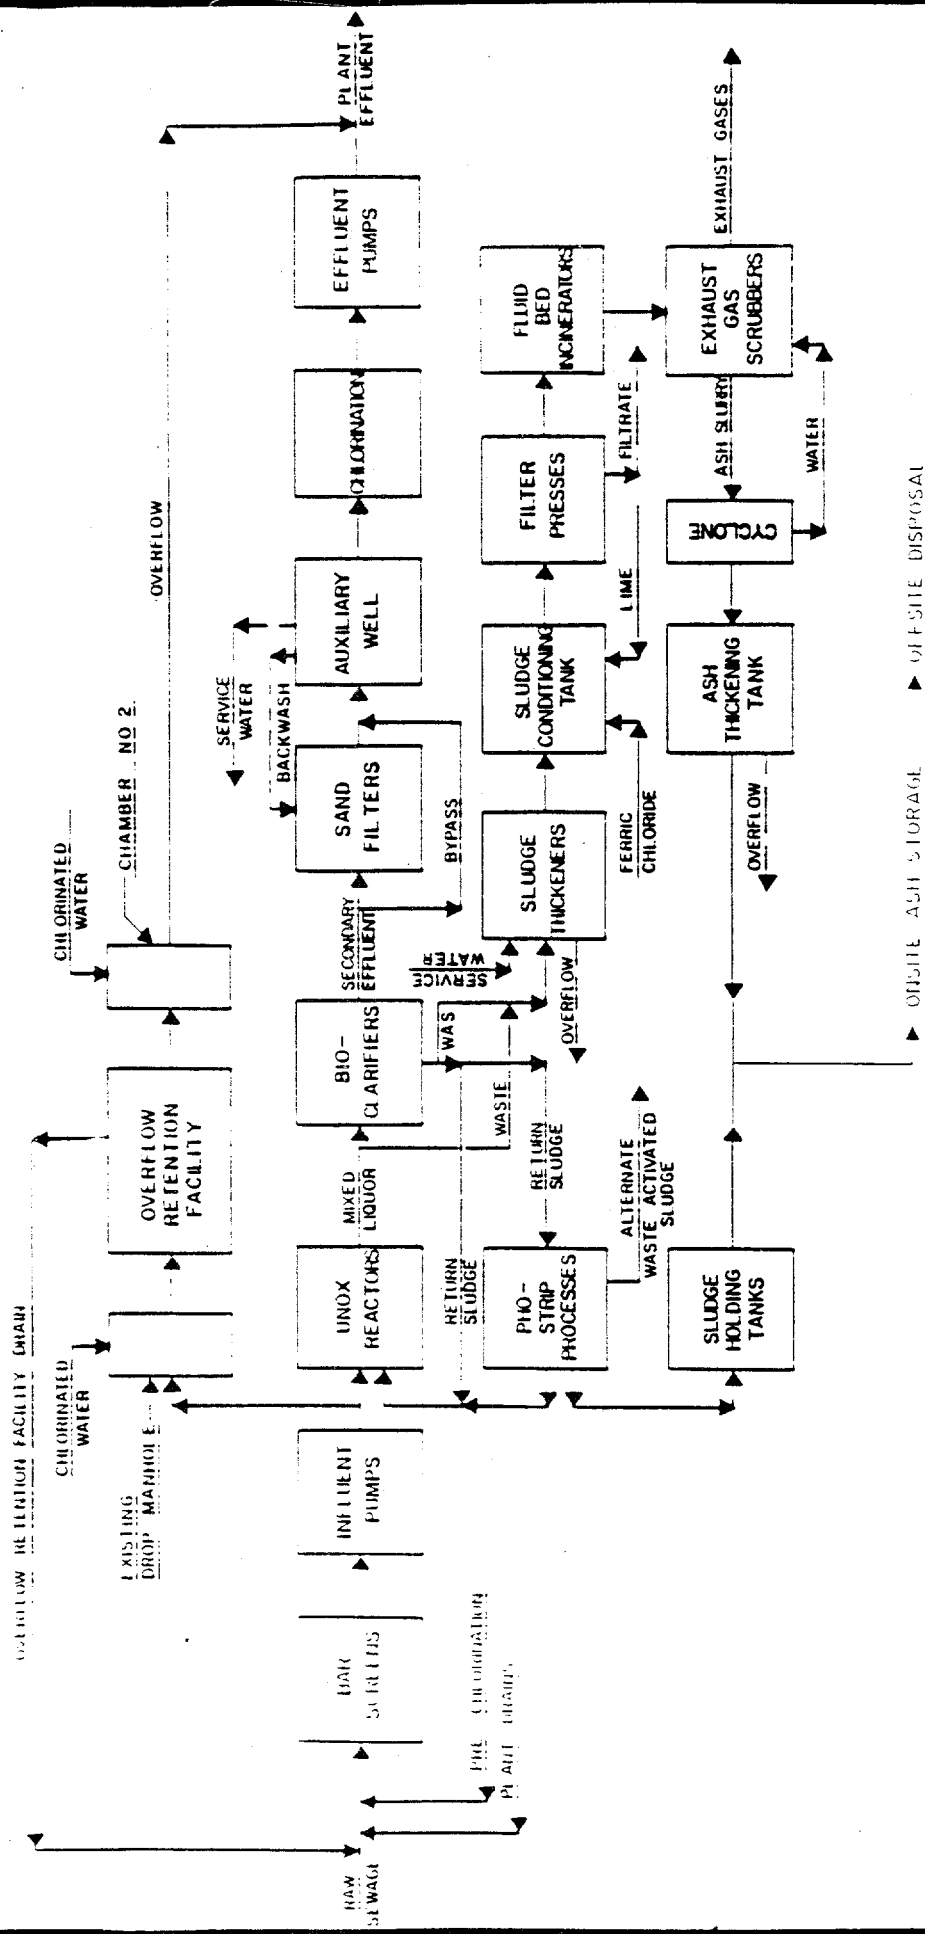 OVERFLOW RETENTION FACILITY DRAIN
CHLORINATED
WATER
EXISTING
DROP MANHOLE
OVERFLOW
RETENTION
FACILITY
CHLORINATED
WATER
CHAMBER NO 2
OVERFLOW
RAW
SEWAGE
BAR
SCREENS
INFLUENT
PUMPS
UNOX
REACTORS
MIXED
LIQUOR
BIO-
CLARIFIERS
SECONDARY
EFFLUENT
SAND
FILTERS
BACKWASH
SERVICE
WATER
AUXILIARY
WELL
CHLORINATION
EFFLUENT
PUMPS
PLANT
EFFLUENT
PRE CHLORINATION
PLANT DRAINS
RETURN
SLUDGE
WASTE
WAS
BYPASS
SERVICE
WATER
PHO-
STRIP
PROCESSES
RETURN
SLUDGE
OVERFLOW
SLUDGE
THICKENERS
SLUDGE
CONDITIONING
TANK
FILTER
PRESSES
FLUID
BED
INCINERATORS
ALTERNATE
WASTE ACTIVATED
SLUDGE
FERRIC
CHLORIDE
LIME
FILTRATE
SLUDGE
HOLDING
TANKS
OVERFLOW
ASH
THICKENING
TANK
CYCLONE
ASH SLURRY
WATER
EXHAUST
GAS
SCRUBBERS
EXHAUST GASES
ONSITE ASH STORAGE
OFFSITE DISPOSAL